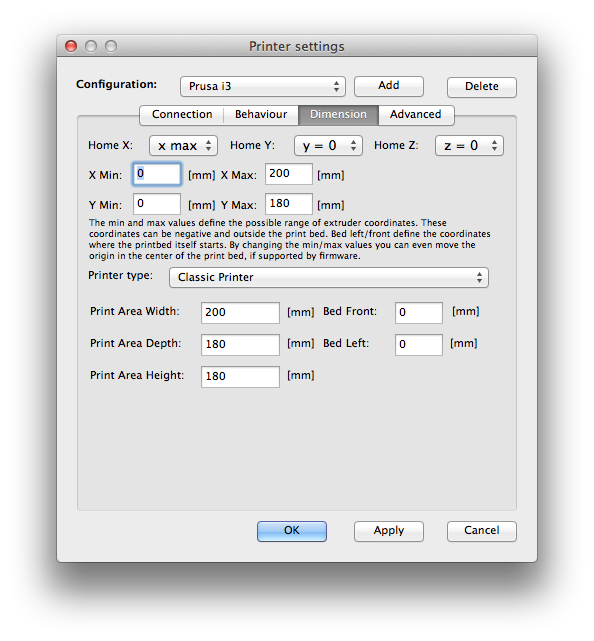 Printer settings
Configuration: Prusa i3 Add Delete
Connection Behaviour Dimension Advanced
Home X: x max Home Y: y = 0 Home Z: z = 0
X Min: 0 [mm] X Max: 200 [mm]
Y Min: 0 [mm] Y Max: 180 [mm]
The min and max values define the possible range of extruder coordinates. These
coordinates can be negative and outside the print bed. Bed left/front define the coordinates
where the printbed itself starts. By changing the min/max values you can even move the
origin in the center of the print bed, if supported by firmware.
Printer type: Classic Printer
Print Area Width: 200 [mm] Bed Front: 0 [mm]
Print Area Depth: 180 [mm] Bed Left: 0 [mm]
Print Area Height: 180 [mm]
OK Apply Cancel